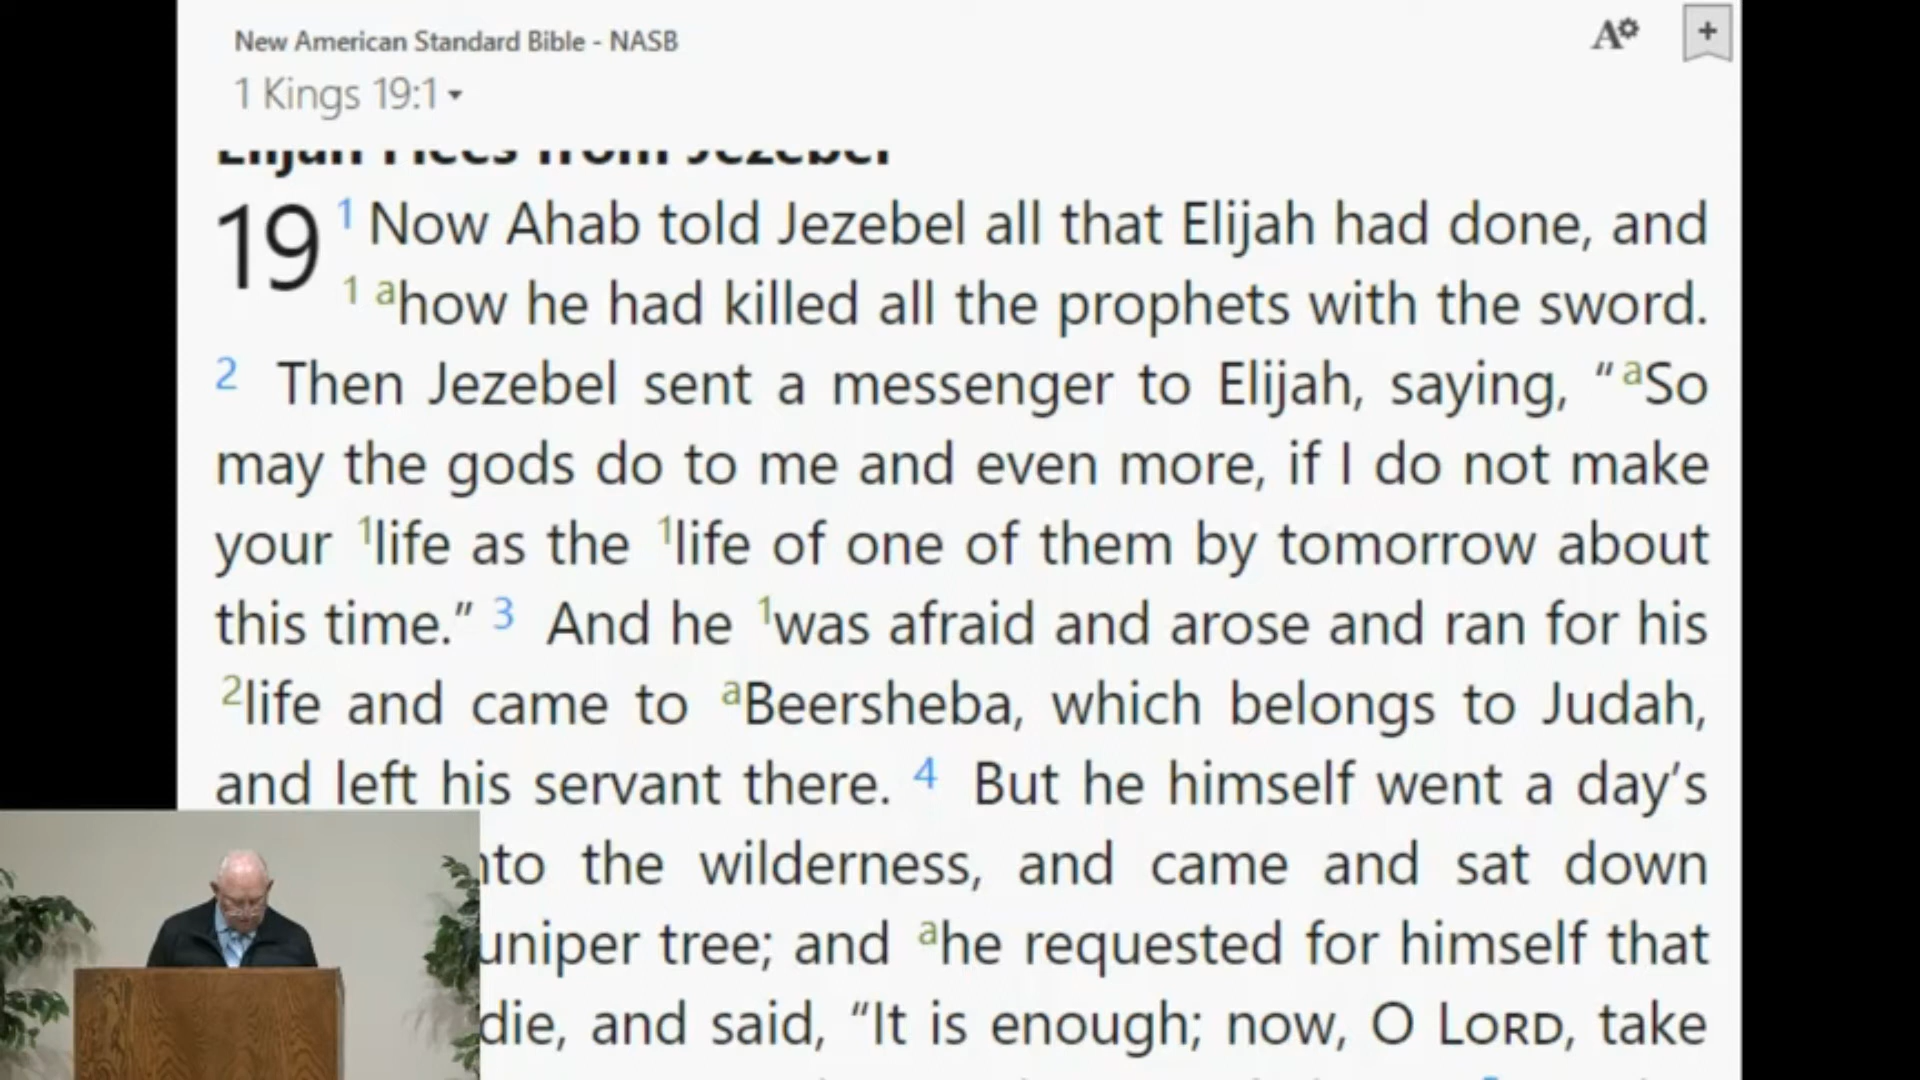 New American Standard Bible - NASB
A
+
1 Kings 19:1
Elijah Flees from Jezebel
19 1 Now Ahab told Jezebel all that Elijah had done, and
1 a how he had killed all the prophets with the sword.
2 Then Jezebel sent a messenger to Elijah, saying, “aSo
may the gods do to me and even more, if I do not make
your 1life as the 1life of one of them by tomorrow about
this time.” 3 And he 1was afraid and arose and ran for his
2life and came to aBeersheba, which belongs to Judah,
and left his servant there. 4 But he himself went a day’s
nto the wilderness, and came and sat down
uniper tree; and ahe requested for himself that
die, and said, “It is enough; now, O LORD, take